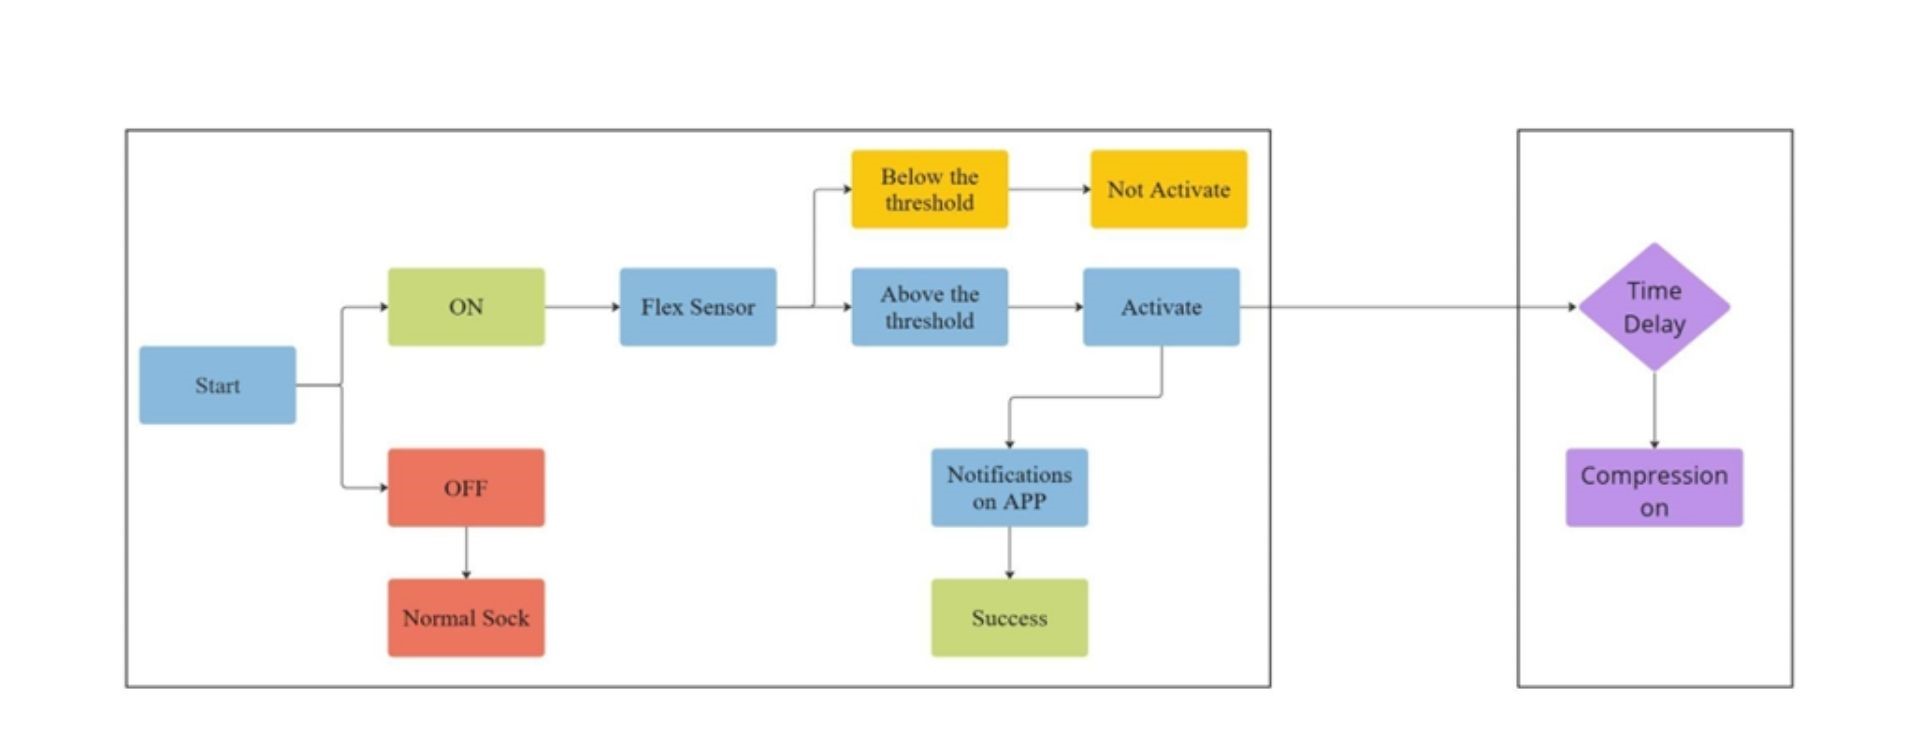 Below the
threshold
Not Activate
ON
Flex Sensor
Above the
threshold
Activate
Time
Delay
Start
OFF
Notifications
on APP
Compression
on
Normal Sock
Success